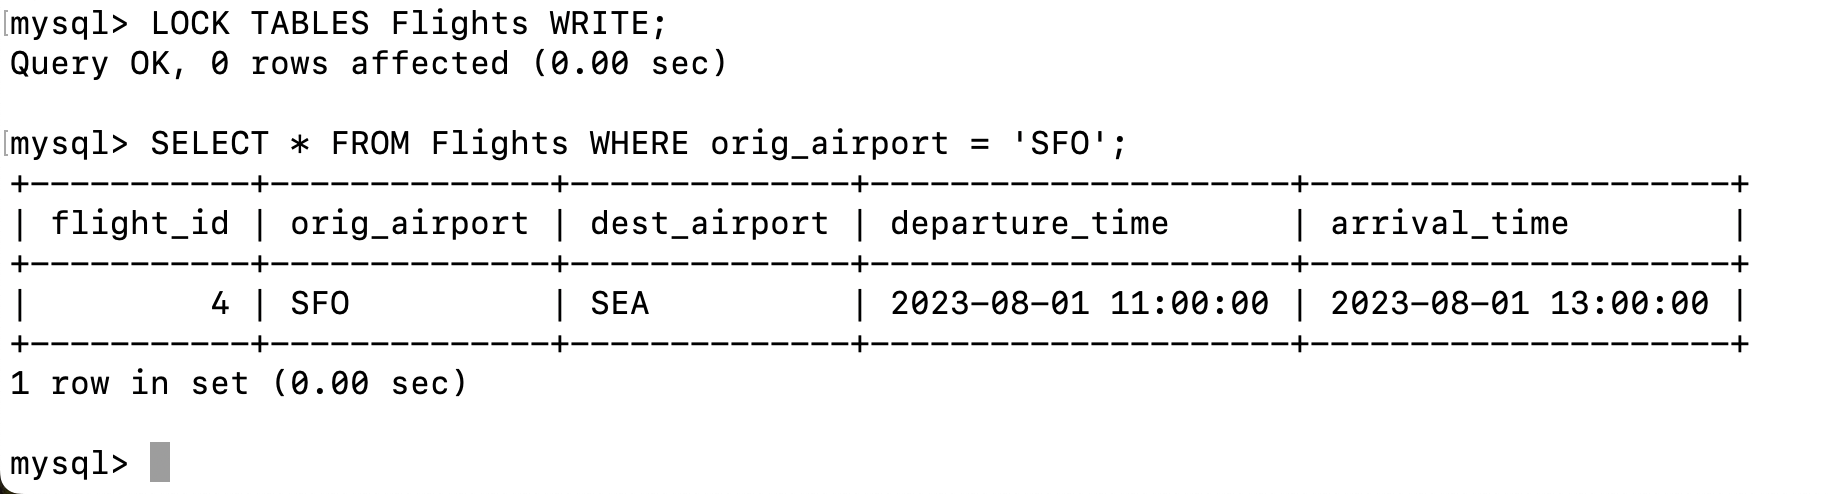 mysql> LOCK TABLES Flights WRITE;
Query OK, 0 rows affected (0.00 sec)
mysql> SELECT * FROM Flights WHERE orig_airport = 'SFO';
+-----------+--------------+--------------+---------------------+---------------------+
| flight_id | orig_airport | dest_airport | departure_time      | arrival_time        |
+-----------+--------------+--------------+---------------------+---------------------+
|         4 | SFO          | SEA          | 2023-08-01 11:00:00 | 2023-08-01 13:00:00 |
+-----------+--------------+--------------+---------------------+---------------------+
1 row in set (0.00 sec)
mysql>